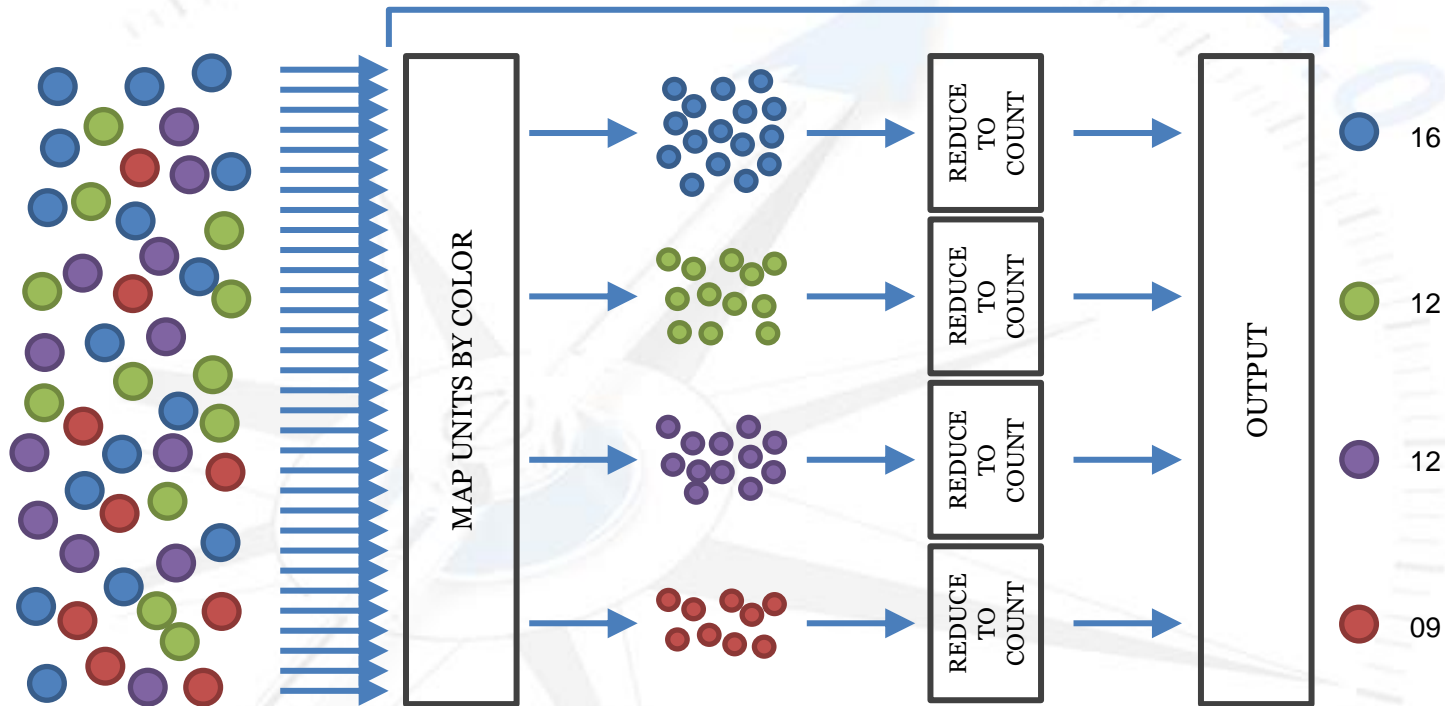 MAP UNITS BY COLOR
REDUCE
TO
COUNT
REDUCE
TO
COUNT
REDUCE
TO
COUNT
REDUCE
TO
COUNT
OUTPUT
16
12
12
09